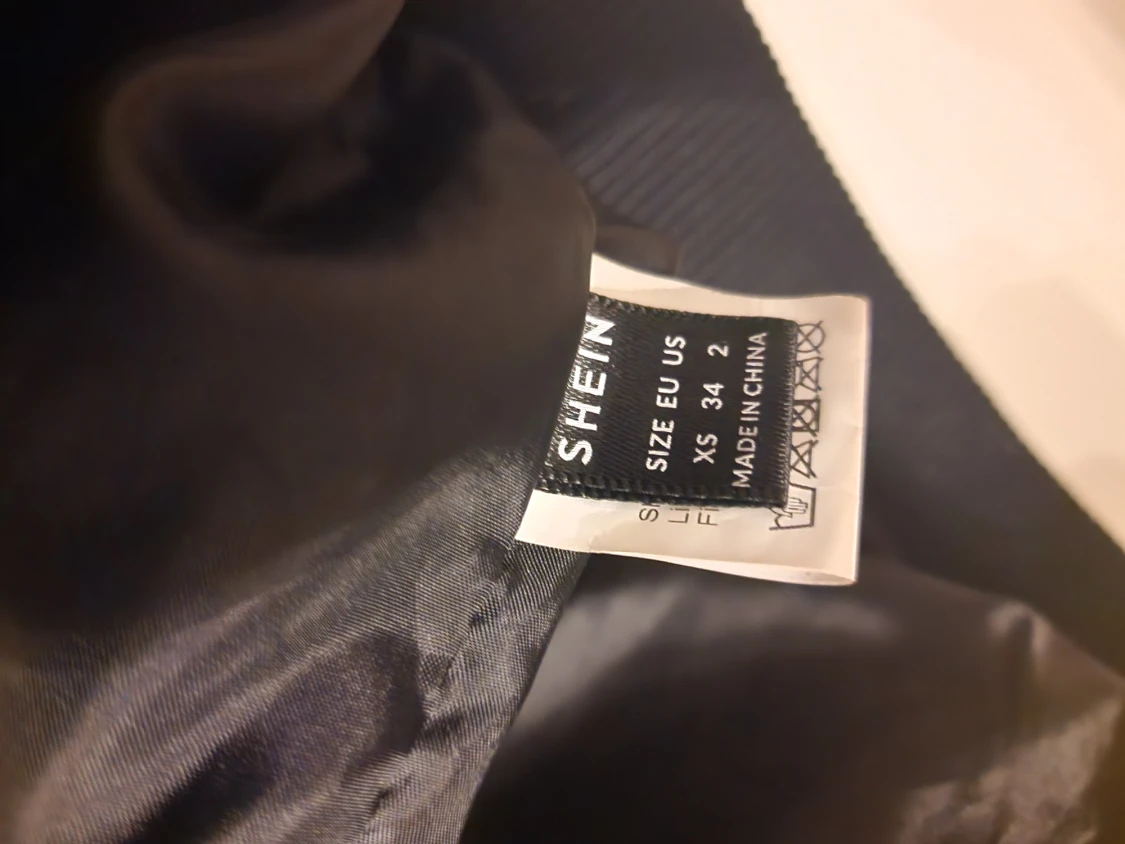 SHEIN
SIZE EU US
XS 34 2
MADE IN CHINA